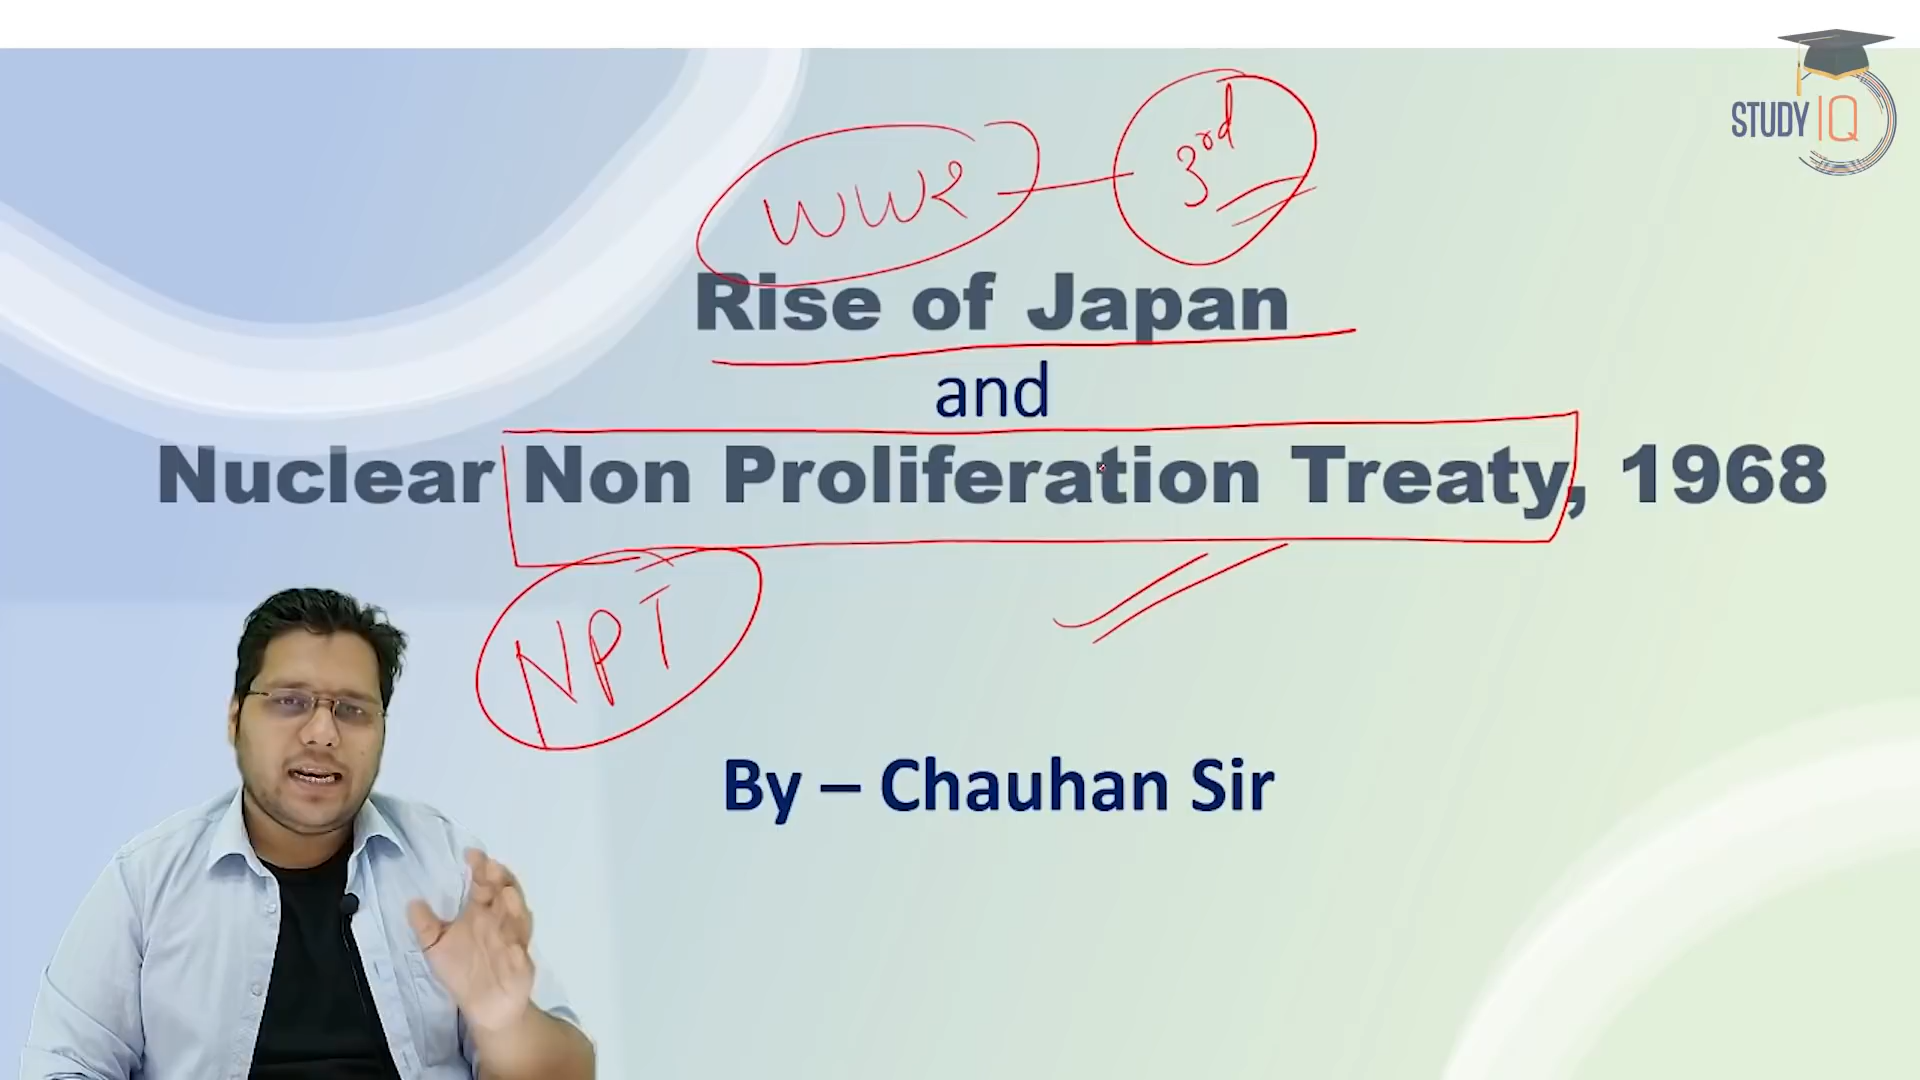 STUDY IQ
WW2 3rd
Rise of Japan
and
Nuclear Non Proliferation Treaty, 1968
NPT
By – Chauhan Sir